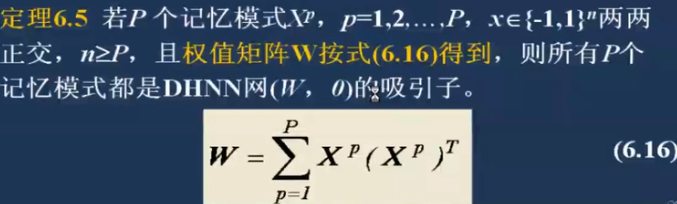 定理6.5 若P 个记忆模式Xᵖ，p=1,2,...,P，x∈{-1,1}ⁿ两两
正交，n≥P，且权值矩阵W按式(6.16)得到，则所有P个
记忆模式都是DHNN网(W，0)的吸引子。
W = ∑_{p=1}^{P} Xᵖ(Xᵖ)ᵀ (6.16)